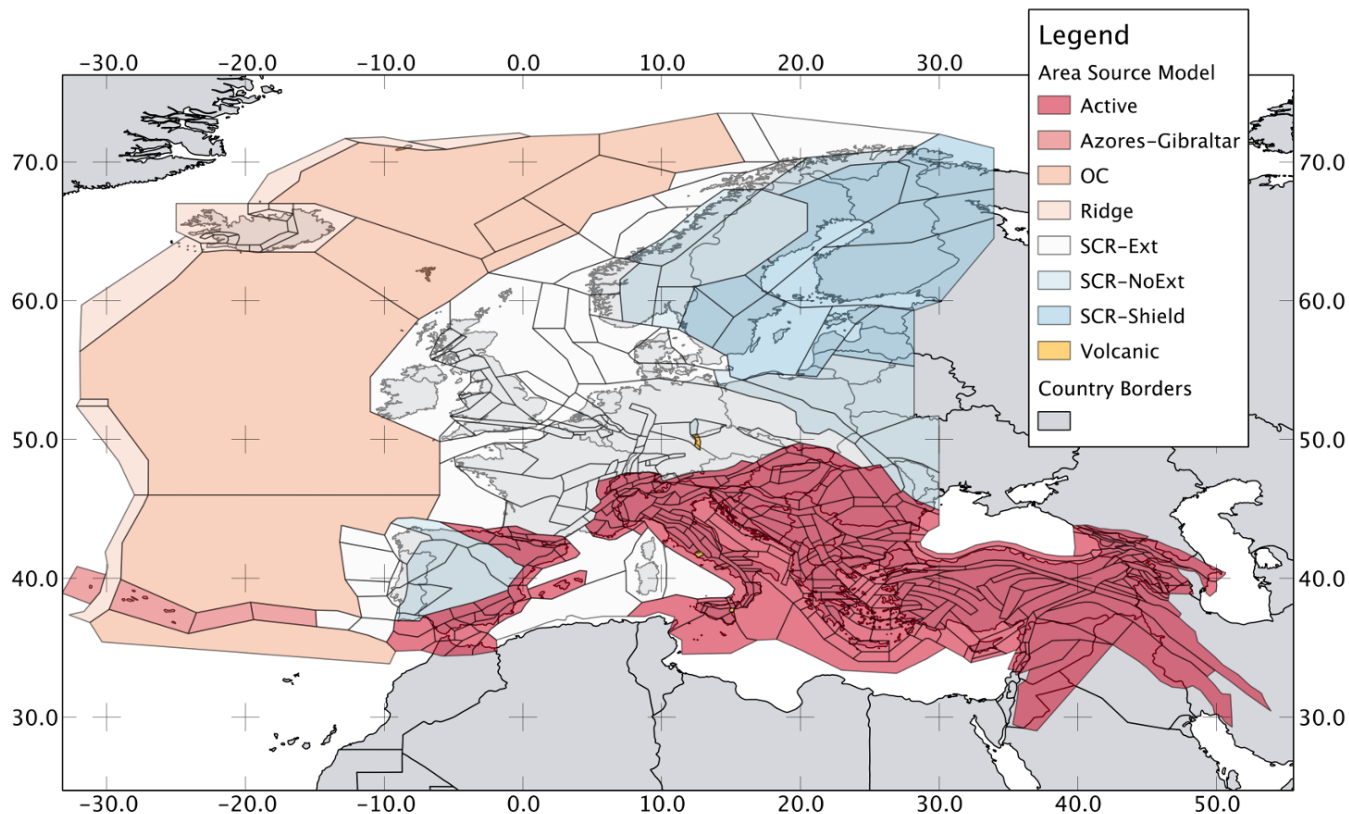 Legend
Area Source Model
Active
Azores-Gibraltar
OC
Ridge
SCR-Ext
SCR-NoExt
SCR-Shield
Volcanic
Country Borders
−30.0 −20.0 −10.0 0.0 10.0 20.0 30.0
70.0 70.0
60.0 60.0
50.0 50.0
40.0 40.0
30.0 30.0
−30.0 −20.0 −10.0 0.0 10.0 20.0 30.0 40.0 50.0